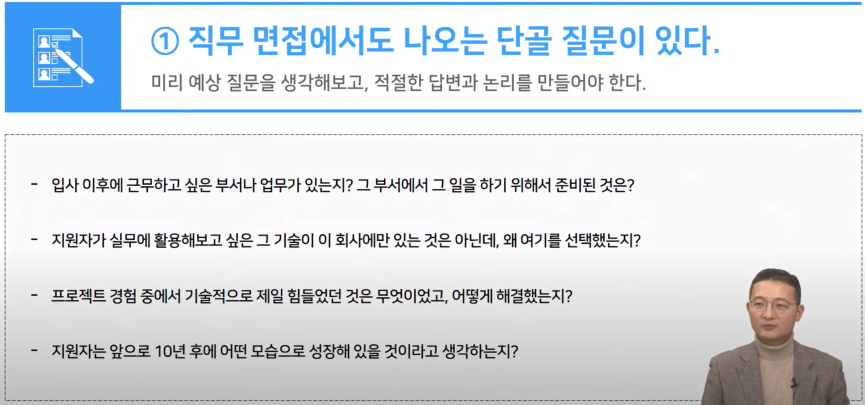 ① 직무 면접에서도 나오는 단골 질문이 있다.
미리 예상 질문을 생각해보고, 적절한 답변과 논리를 만들어야 한다.
- 입사 이후에 근무하고 싶은 부서나 업무가 있는지? 그 부서에서 그 일을 하기 위해서 준비된 것은?
- 지원자가 실무에 활용해보고 싶은 그 기술이 이 회사에만 있는 것은 아닌데, 왜 여기를 선택했는지?
- 프로젝트 경험 중에서 기술적으로 제일 힘들었던 것은 무엇이었고, 어떻게 해결했는지?
- 지원자는 앞으로 10년 후에 어떤 모습으로 성장해 있을 것이라고 생각하는지?